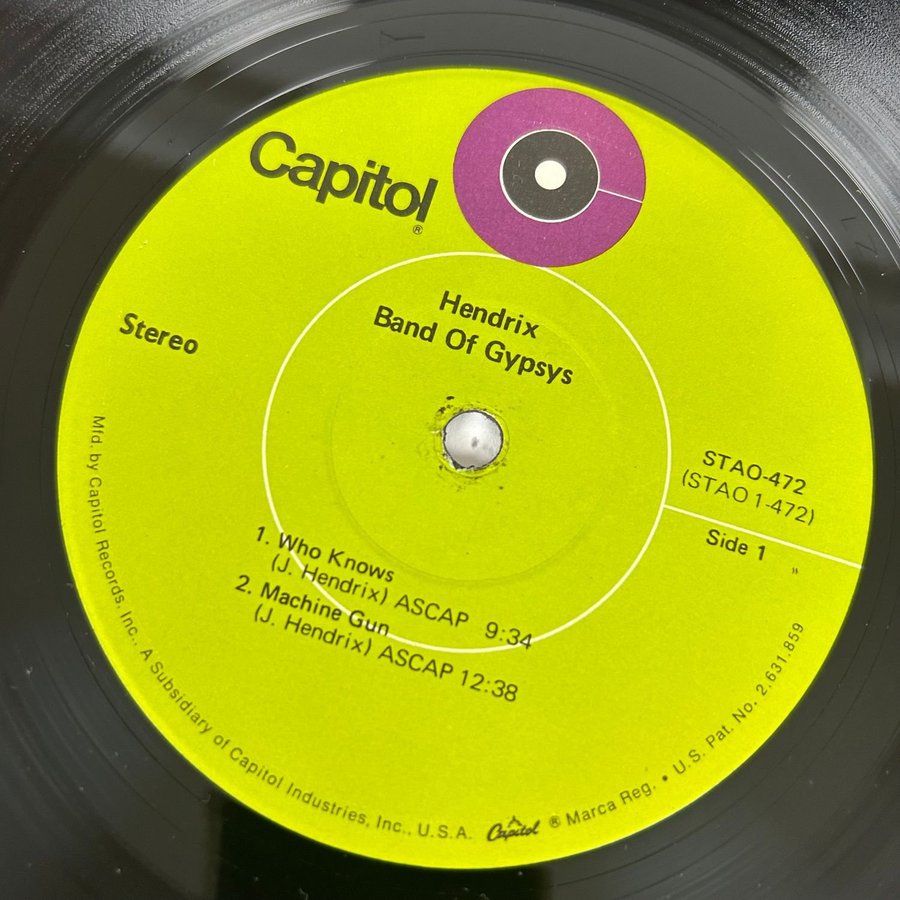 Capitol
®
Hendrix
Band Of Gypsys
Stereo
STAO-472
(STAO 1-472)
Side 1
1. Who Knows
(J. Hendrix) ASCAP 9:34
2. Machine Gun
(J. Hendrix) ASCAP 12:38
Mfd. by Capitol Records, Inc., A Subsidiary of Capitol Industries, Inc., U.S.A. Capitol ® Marca Reg. • U.S. Pat. No. 2,631,859